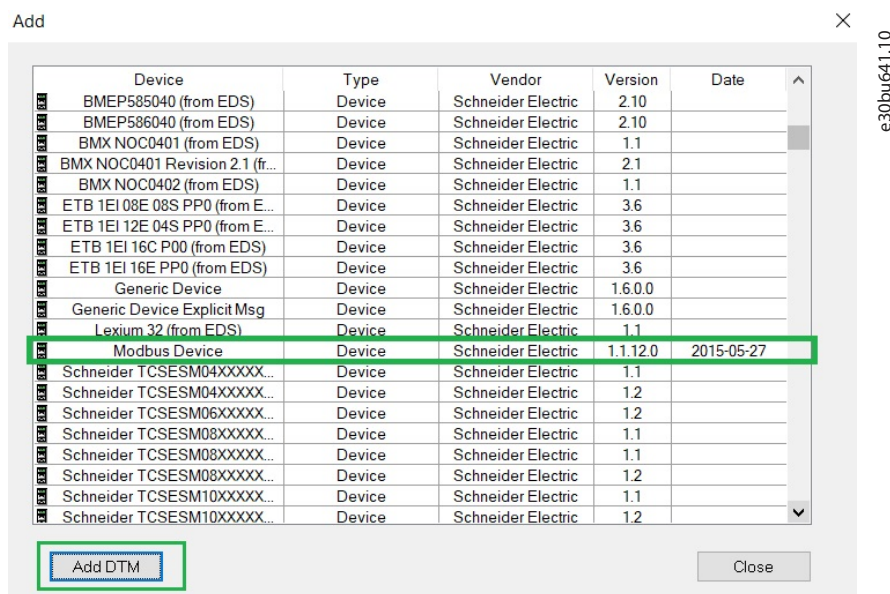 Add
Device Type Vendor Version Date
BMEP585040 (from EDS) Device Schneider Electric 2.10
BMEP586040 (from EDS) Device Schneider Electric 2.10
BMX NOC0401 (from EDS) Device Schneider Electric 1.1
BMX NOC0401 Revision 2.1 (fr... Device Schneider Electric 2.1
BMX NOC0402 (from EDS) Device Schneider Electric 1.1
ETB 1EI 08E 08S PP0 (from E... Device Schneider Electric 3.6
ETB 1EI 12E 04S PP0 (from E... Device Schneider Electric 3.6
ETB 1EI 16C P00 (from EDS) Device Schneider Electric 3.6
ETB 1EI 16E PP0 (from EDS) Device Schneider Electric 3.6
Generic Device Device Schneider Electric 1.6.0.0
Generic Device Explicit Msg Device Schneider Electric 1.6.0.0
Lexium 32 (from EDS) Device Schneider Electric 1.1
Modbus Device Device Schneider Electric 1.1.12.0 2015-05-27
Schneider TCSESM04XXXXX... Device Schneider Electric 1.1
Schneider TCSESM04XXXXX... Device Schneider Electric 1.2
Schneider TCSESM06XXXXX... Device Schneider Electric 1.2
Schneider TCSESM08XXXXX... Device Schneider Electric 1.1
Schneider TCSESM08XXXXX... Device Schneider Electric 1.1
Schneider TCSESM08XXXXX... Device Schneider Electric 1.2
Schneider TCSESM10XXXXX... Device Schneider Electric 1.1
Schneider TCSESM10XXXXX... Device Schneider Electric 1.2
Add DTM Close
e30bu641.10